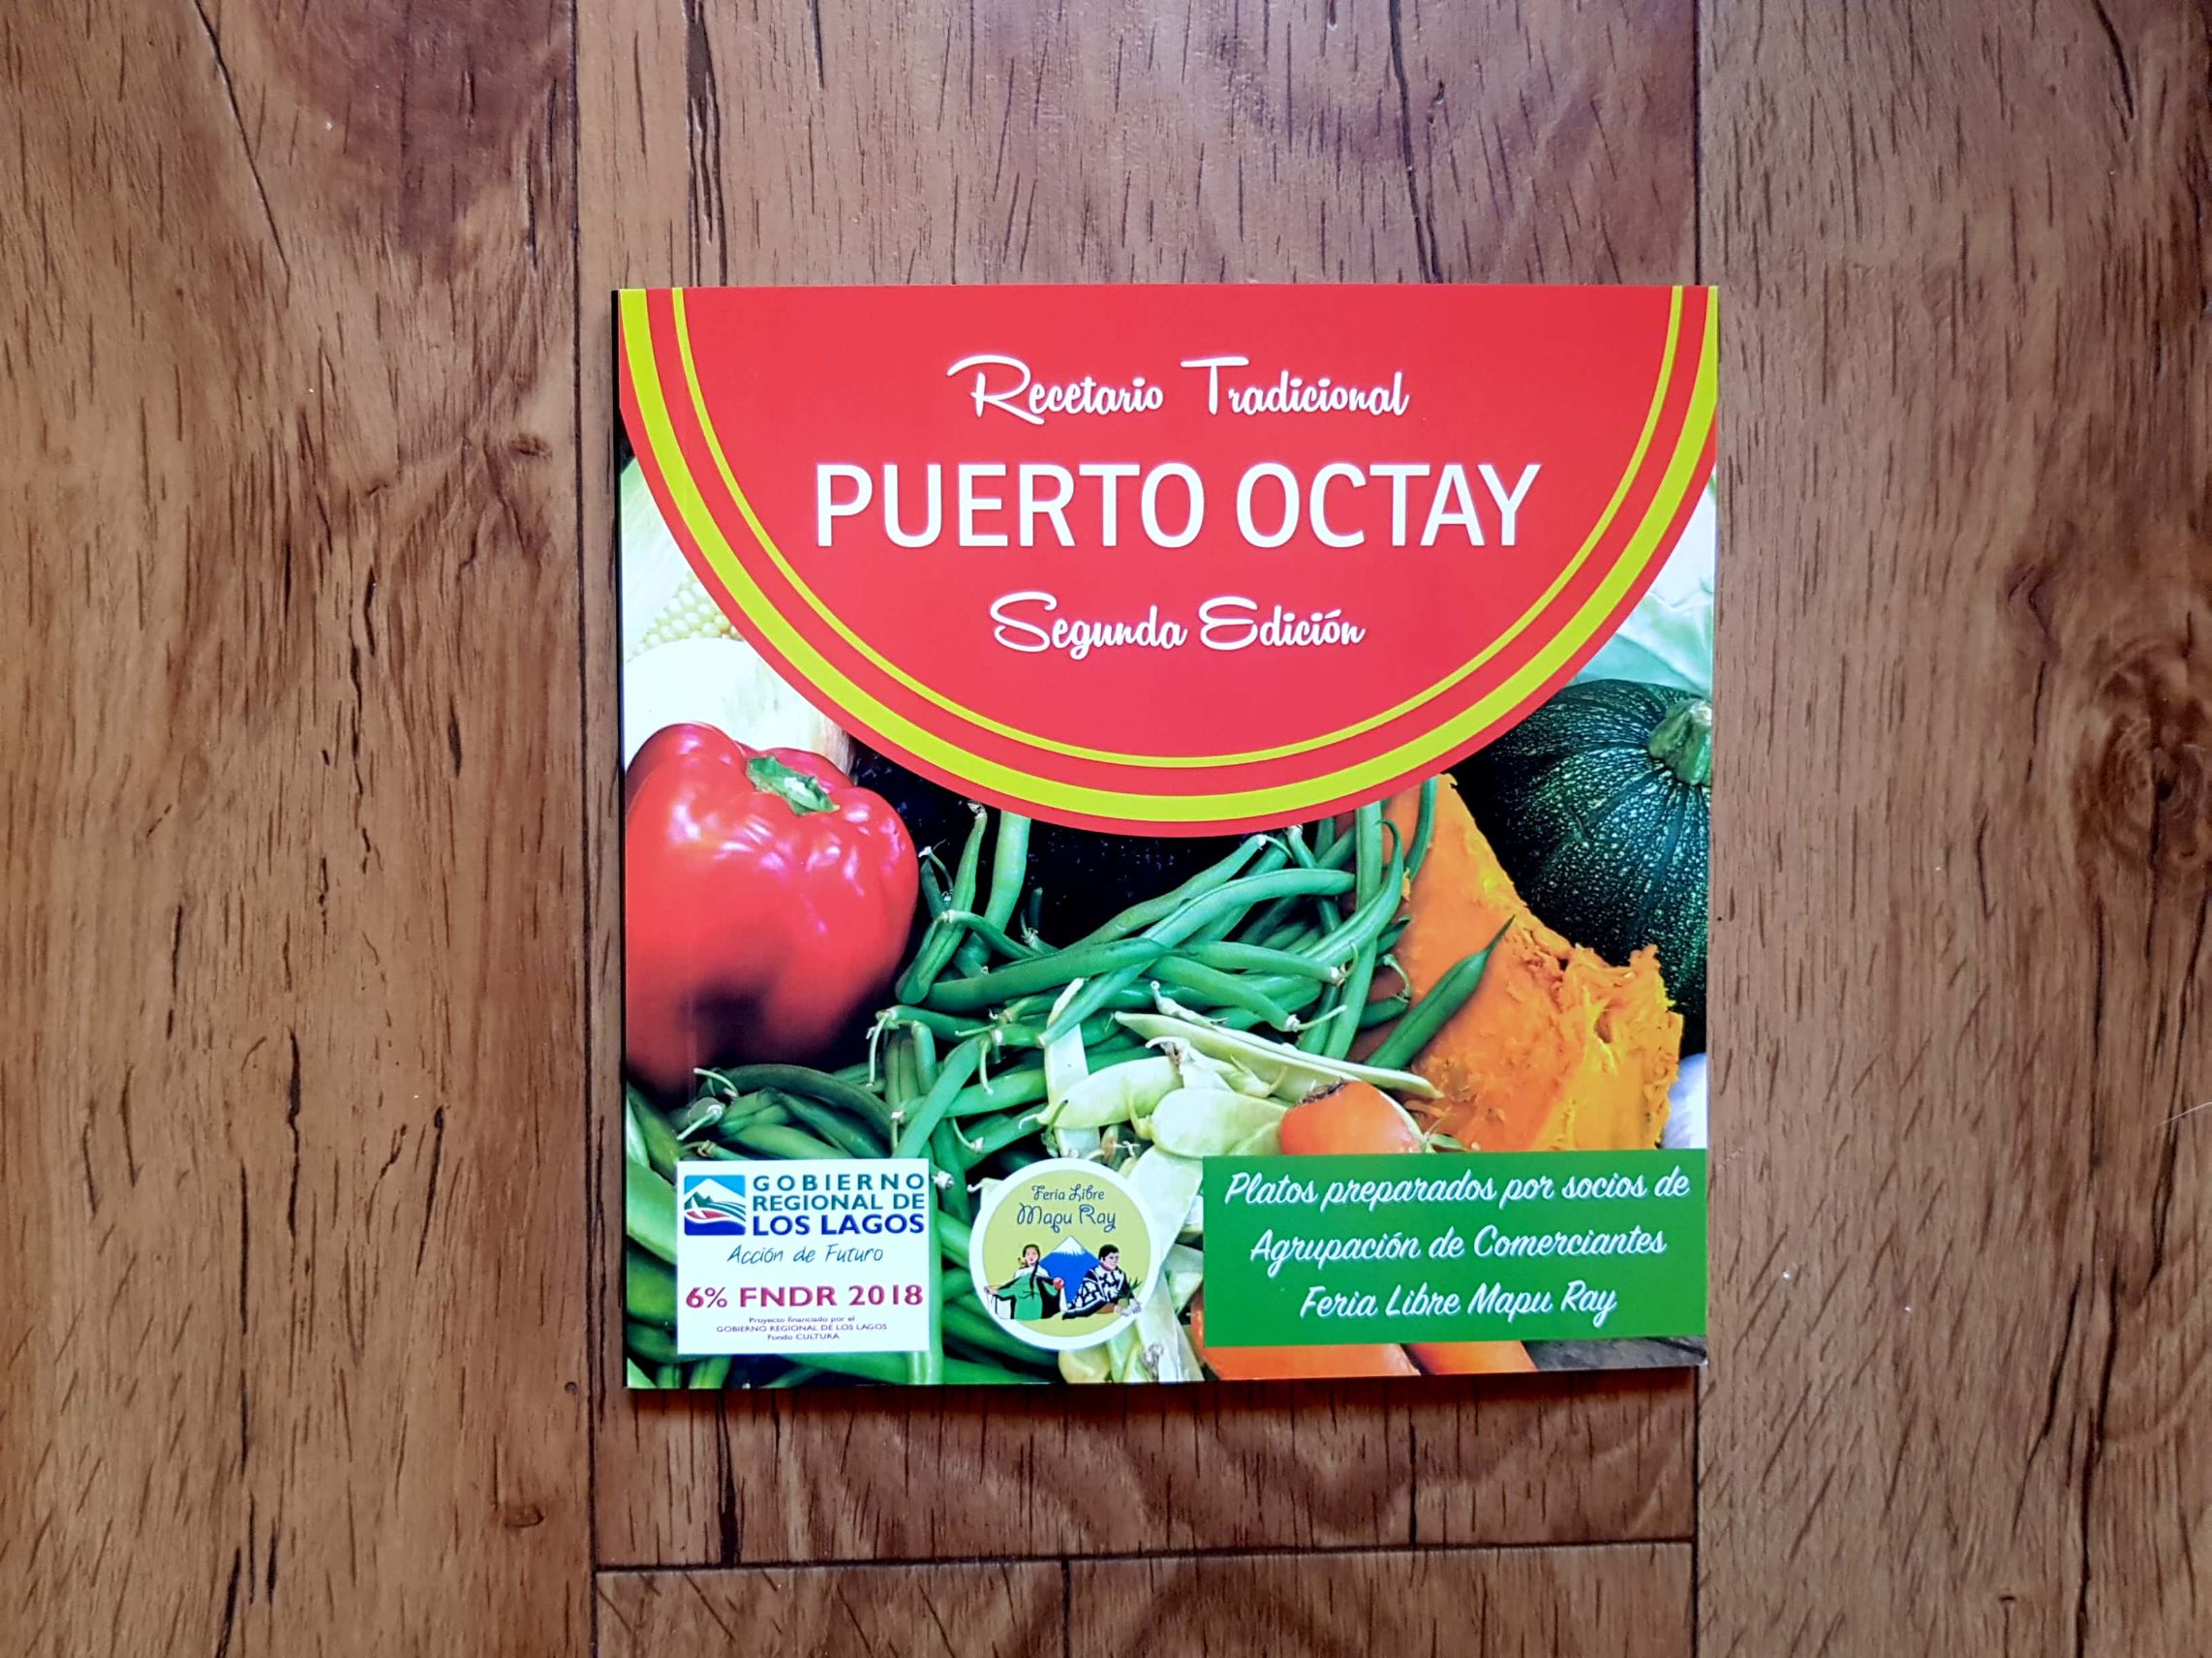 Recetario Tradicional
PUERTO OCTAY
Segunda Edición
GOBIERNO
REGIONAL DE
LOS LAGOS
Acción de Futuro
6% FNDR 2018
Proyecto financiado por el
GOBIERNO REGIONAL DE LOS LAGOS
Fondo CULTURA
Feria Libre
Mapu Ray
Platos preparados por socios de
Agrupación de Comerciantes
Feria Libre Mapu Ray